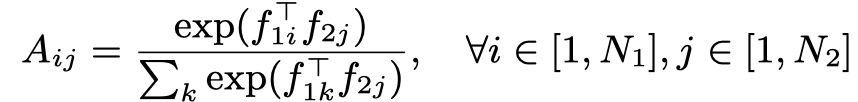 A_{ij} = \frac{\exp(f_{1i}^{\top} f_{2j})}{\sum_{k} \exp(f_{1k}^{\top} f_{2j})}, \quad \forall i \in [1, N_1], j \in [1, N_2]